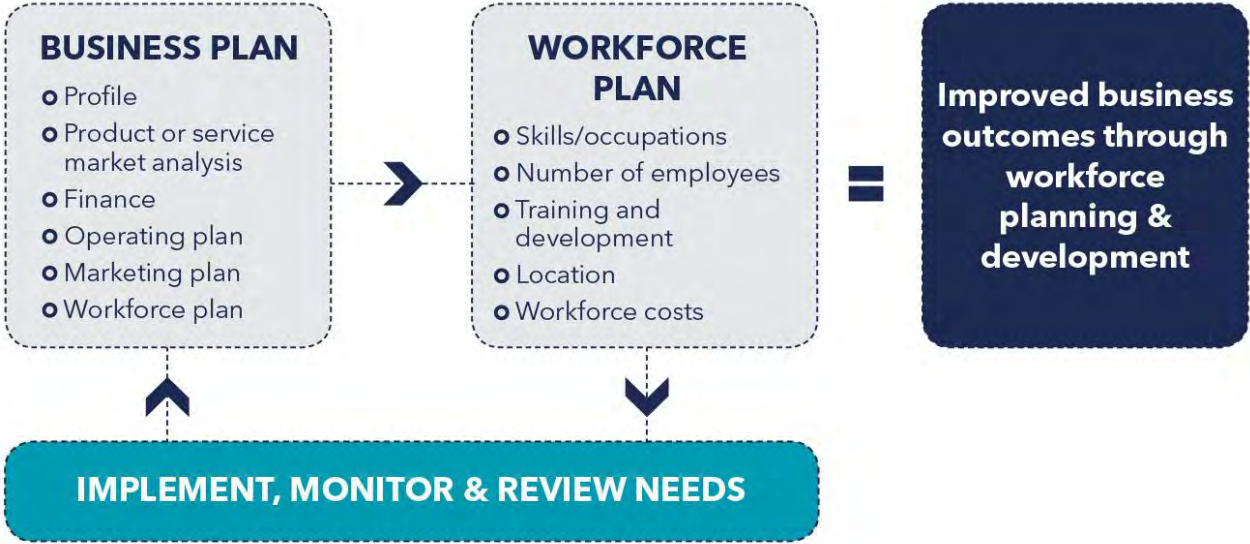 BUSINESS PLAN
Profile
Product or service
market analysis
Finance
Operating plan
Marketing plan
Workforce plan
WORKFORCE
PLAN
Skills/occupations
Number of employees
Training and
development
Location
Workforce costs
Improved business
outcomes through
workforce
planning &
development
IMPLEMENT, MONITOR & REVIEW NEEDS